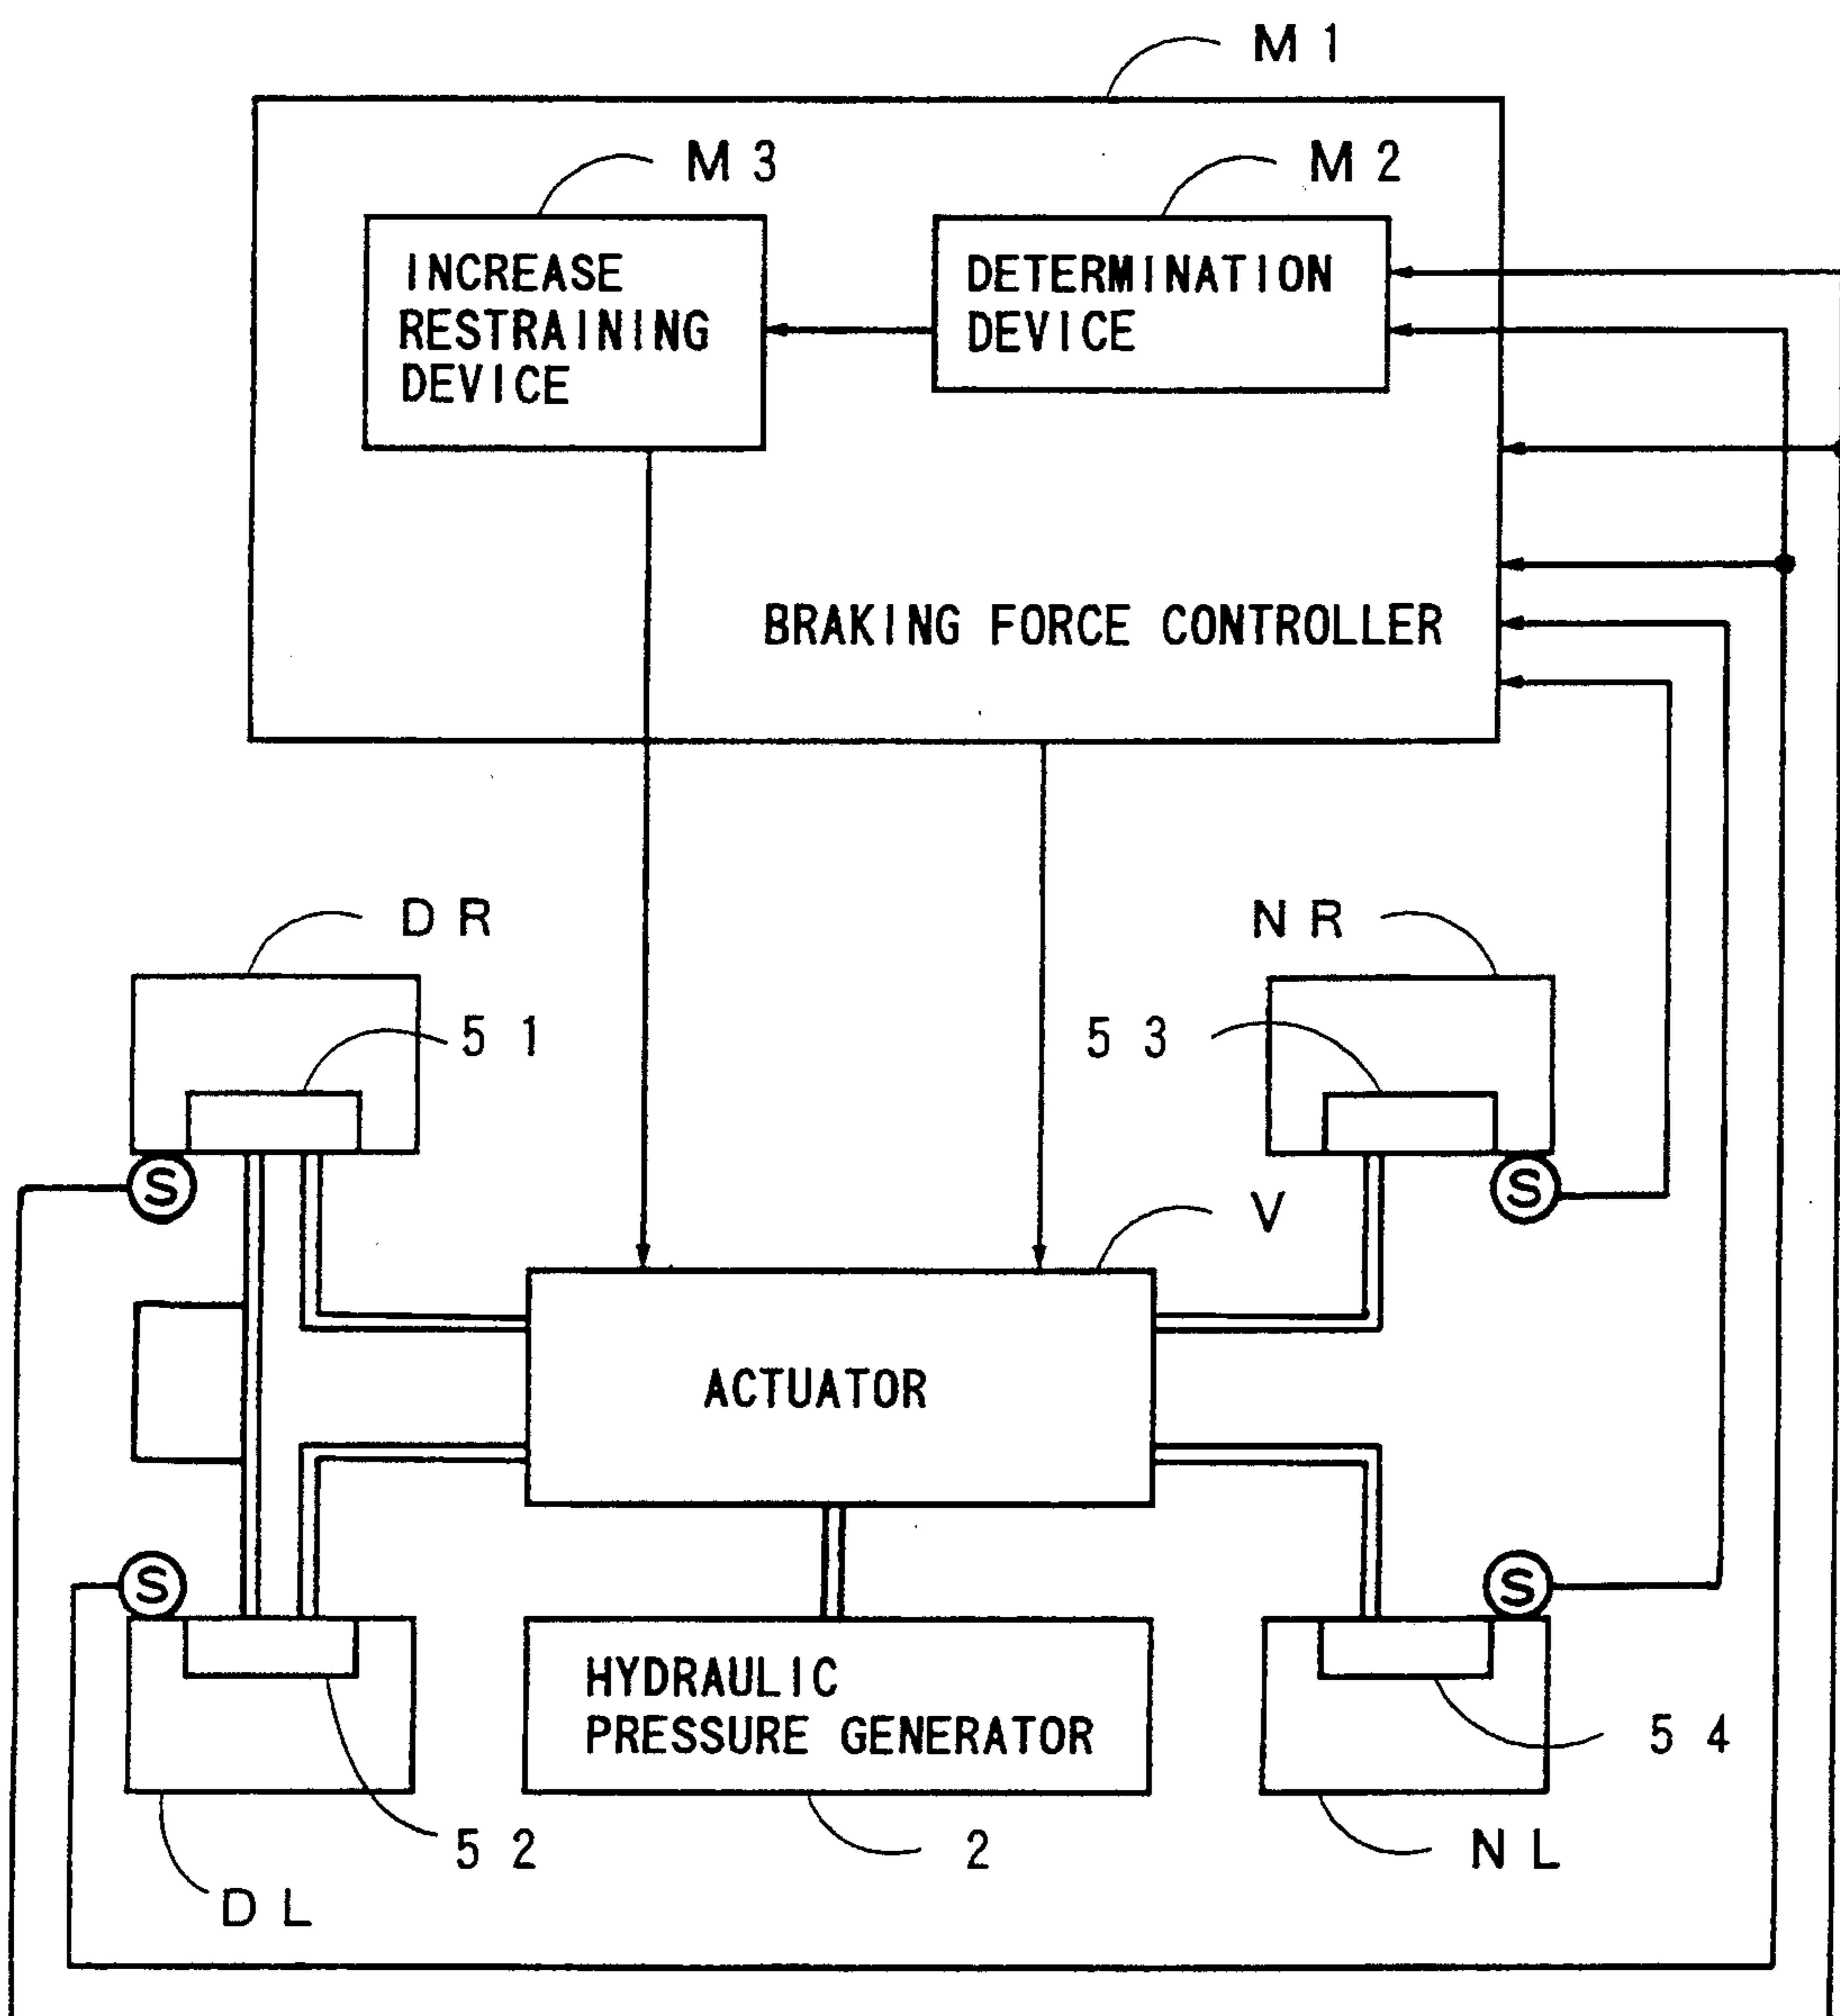 M1
M3
M2
INCREASE
RESTRAINING
DEVICE
DETERMINATION
DEVICE
BRAKING FORCE CONTROLLER
DR
NR
51
53
S
S
V
ACTUATOR
S
S
HYDRAULIC
PRESSURE GENERATOR
54
52
2
NL
DL